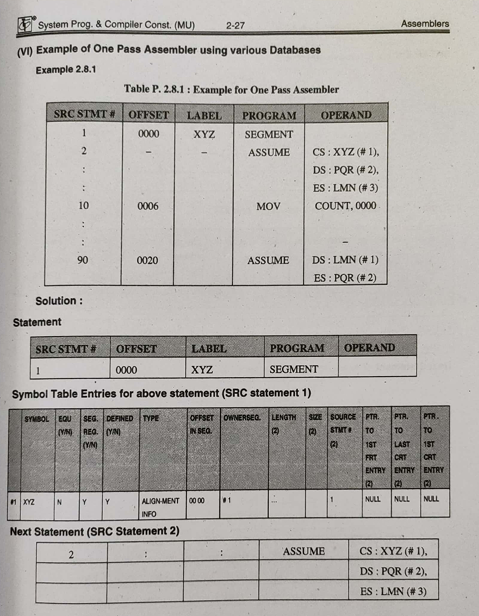 System Prog. & Compiler Const. (MU) 2-27 Assemblers
(VI) Example of One Pass Assembler using various Databases
Example 2.8.1
Table P. 2.8.1 : Example for One Pass Assembler
SRC STMT # OFFSET LABEL PROGRAM OPERAND
1 0000 XYZ SEGMENT
2 – – ASSUME CS : XYZ (# 1),
: DS : PQR (# 2),
: ES : LMN (# 3)
10 0006 MOV COUNT, 0000
:
: –
90 0020 ASSUME DS : LMN (# 1)
ES : PQR (# 2)
Solution :
Statement
SRC STMT # OFFSET LABEL PROGRAM OPERAND
1 0000 XYZ SEGMENT
Symbol Table Entries for above statement (SRC statement 1)
SYMBOL EQU SEG. DEFINED TYPE OFFSET OWNERSEG. LENGTH SIZE SOURCE PTR. PTR. PTR.
(Y/N) REG. (Y/N) IN SEG. (2) (2) STMT # TO TO TO
(Y/N) (2) 1ST LAST 1ST
FRT CRT CRT
ENTRY ENTRY ENTRY
(2) (2) (2)
#1 XYZ N Y Y ALIGN-MENT 00 00 # 1 ... 1 NULL NULL NULL
INFO
Next Statement (SRC Statement 2)
2 : : ASSUME CS : XYZ (# 1),
DS : PQR (# 2),
ES : LMN (# 3)